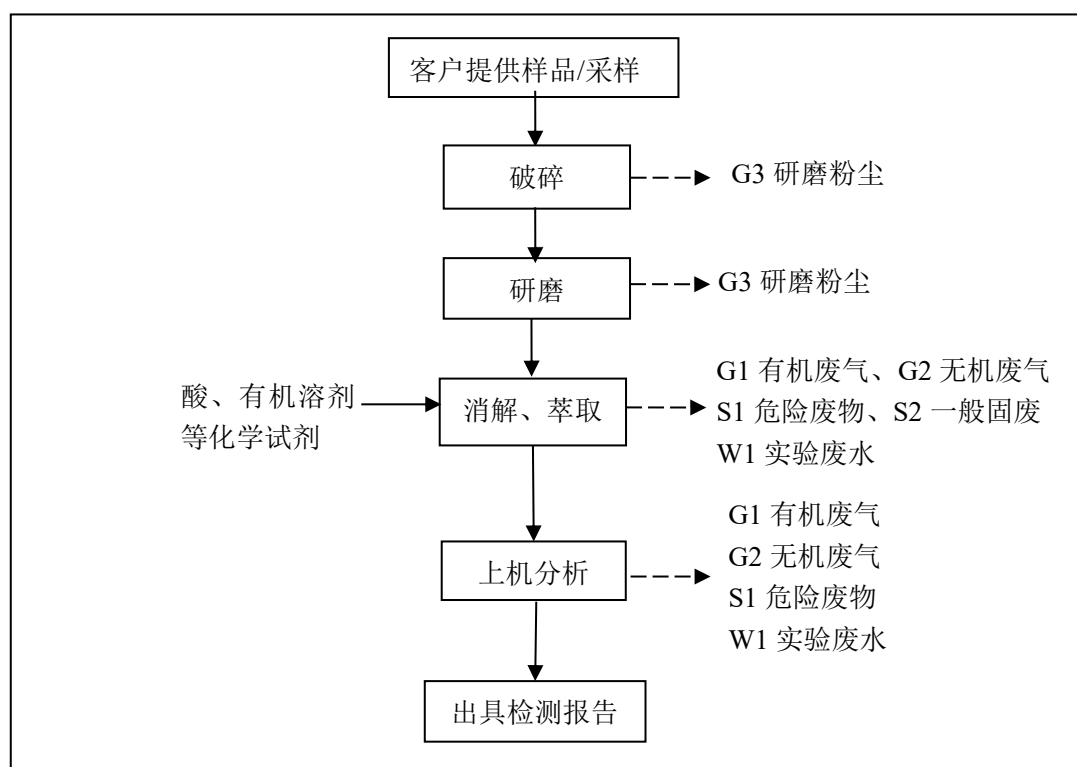 客户提供样品/采样
破碎
G3 研磨粉尘
研磨
G3 研磨粉尘
酸、有机溶剂
等化学试剂
消解、萃取
G1 有机废气、G2 无机废气
S1 危险废物、S2 一般固废
W1 实验废水
上机分析
G1 有机废气
G2 无机废气
S1 危险废物
W1 实验废水
出具检测报告